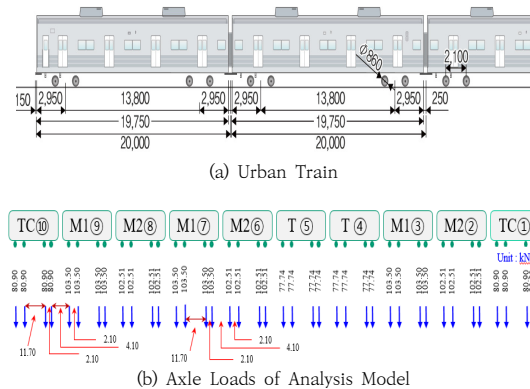 Φ860
2,100
150 2,950 13,800 2,950 2,950 13,800 2,950 250
19,750 19,750
20,000 20,000
(a) Urban Train
TC⑩ M1⑨ M2⑧ M1⑦ M2⑥ T ⑤ T ④ M1③ M2② TC①
Unit : kN
80.90 80.90 80.90 80.90 103.50 103.50 103.50 103.50 102.51 102.51 102.51 102.51 103.50 103.50 103.50 103.50 102.51 102.51 102.51 102.51 77.74 77.74 77.74 77.74 77.74 77.74 77.74 77.74 103.50 103.50 103.50 103.50 102.51 102.51 102.51 102.51 80.90 80.90 80.90 80.90
2.10 2.10
11.70 4.10 11.70 4.10
2.10 2.10
(b) Axle Loads of Analysis Model